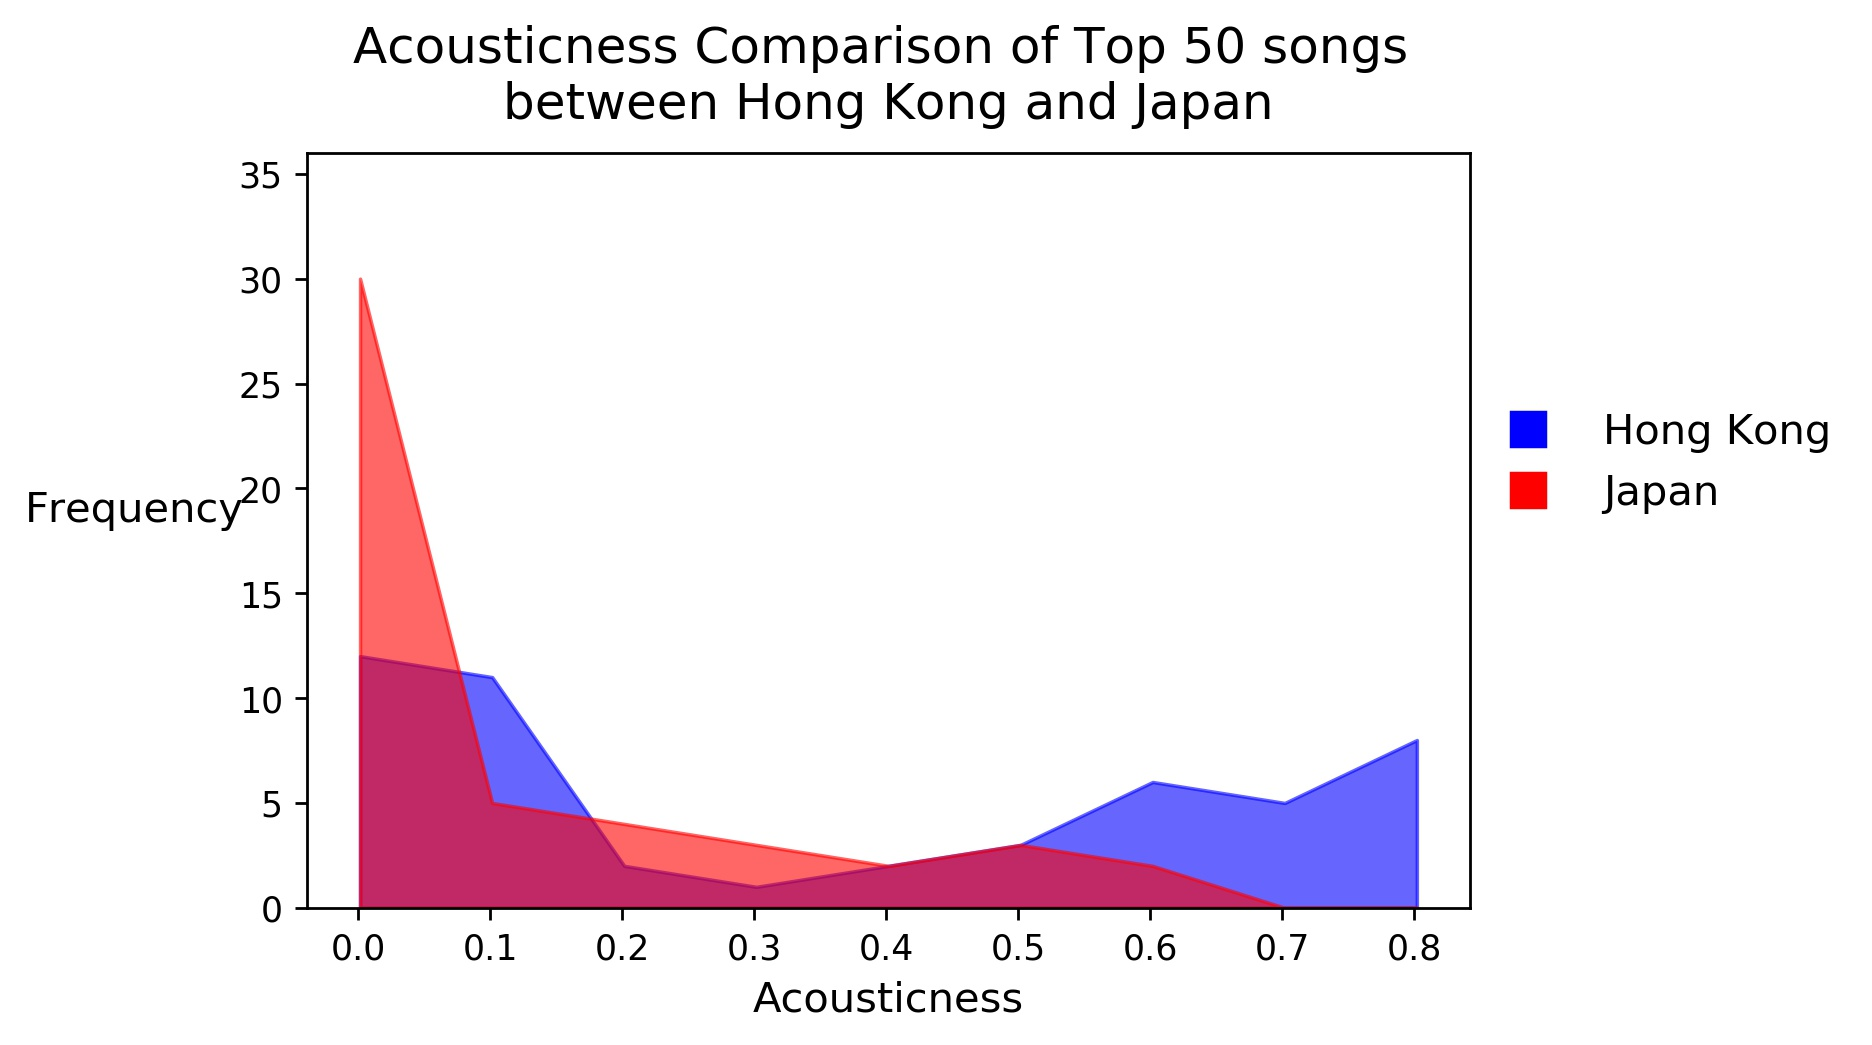 Acousticness Comparison of Top 50 songs
between Hong Kong and Japan
35
30
25
20
15
10
5
0
Frequency
0.0 0.1 0.2 0.3 0.4 0.5 0.6 0.7 0.8
Acousticness
Hong Kong
Japan